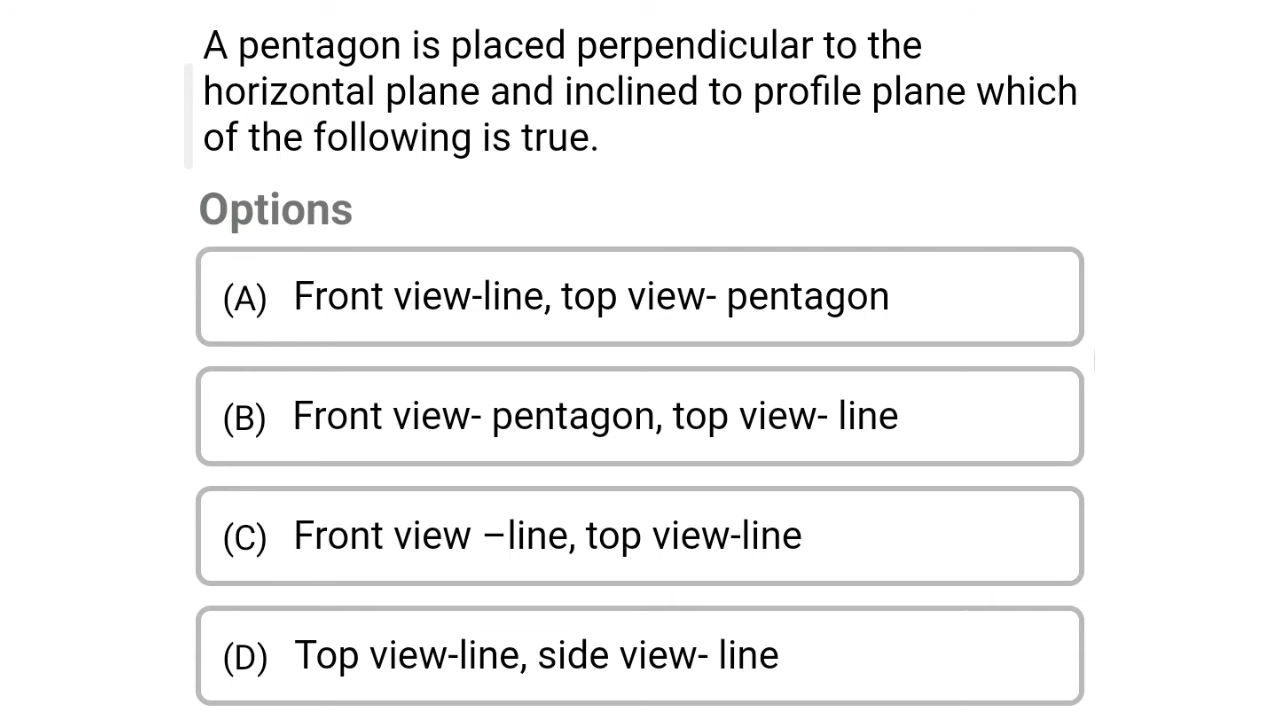 A pentagon is placed perpendicular to the
horizontal plane and inclined to profile plane which
of the following is true.
Options
(A) Front view-line, top view- pentagon
(B) Front view- pentagon, top view- line
(C) Front view –line, top view-line
(D) Top view-line, side view- line